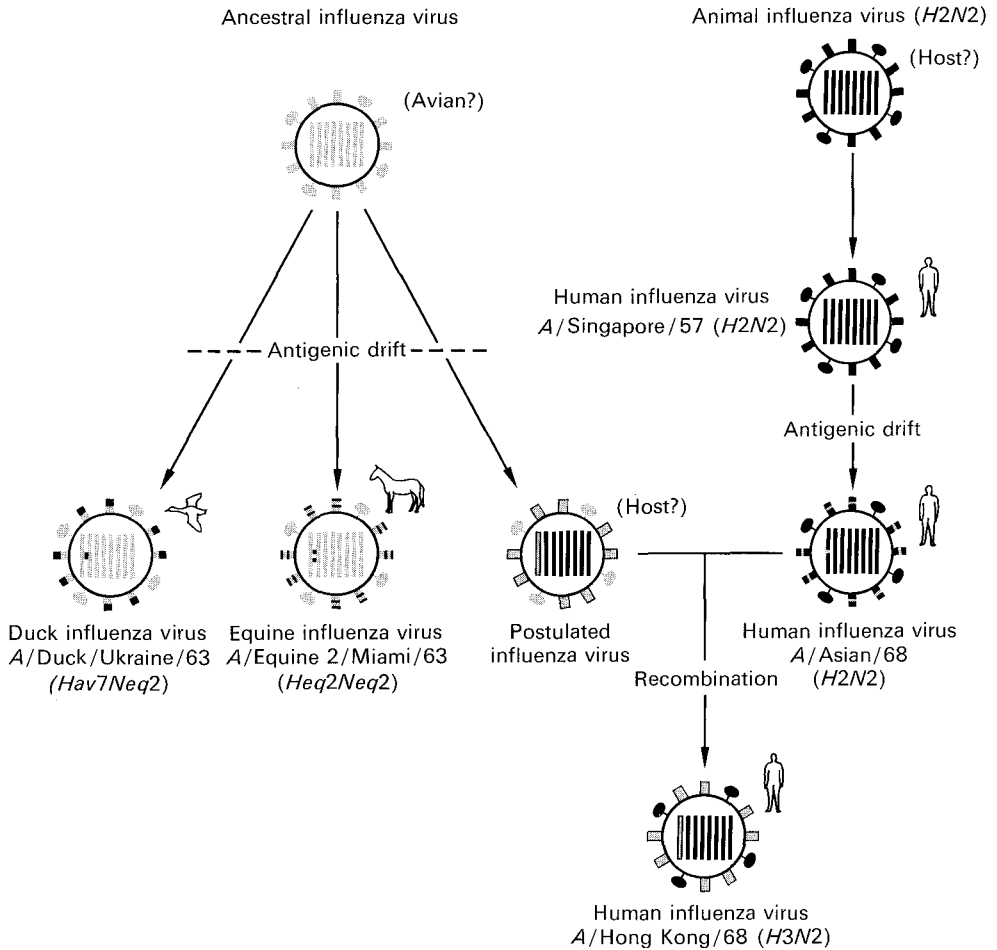 Ancestral influenza virus
Animal influenza virus (H2N2)
(Host?)
(Avian?)
Human influenza virus
A/Singapore/57 (H2N2)
Antigenic drift
Antigenic drift
(Host?)
Duck influenza virus
A/Duck/Ukraine/63
(Hav7Neq2)
Equine influenza virus
A/Equine 2/Miami/63
(Heq2Neq2)
Postulated
influenza virus
Human influenza virus
A/Asian/68
(H2N2)
Recombination
Human influenza virus
A/Hong Kong/68 (H3N2)